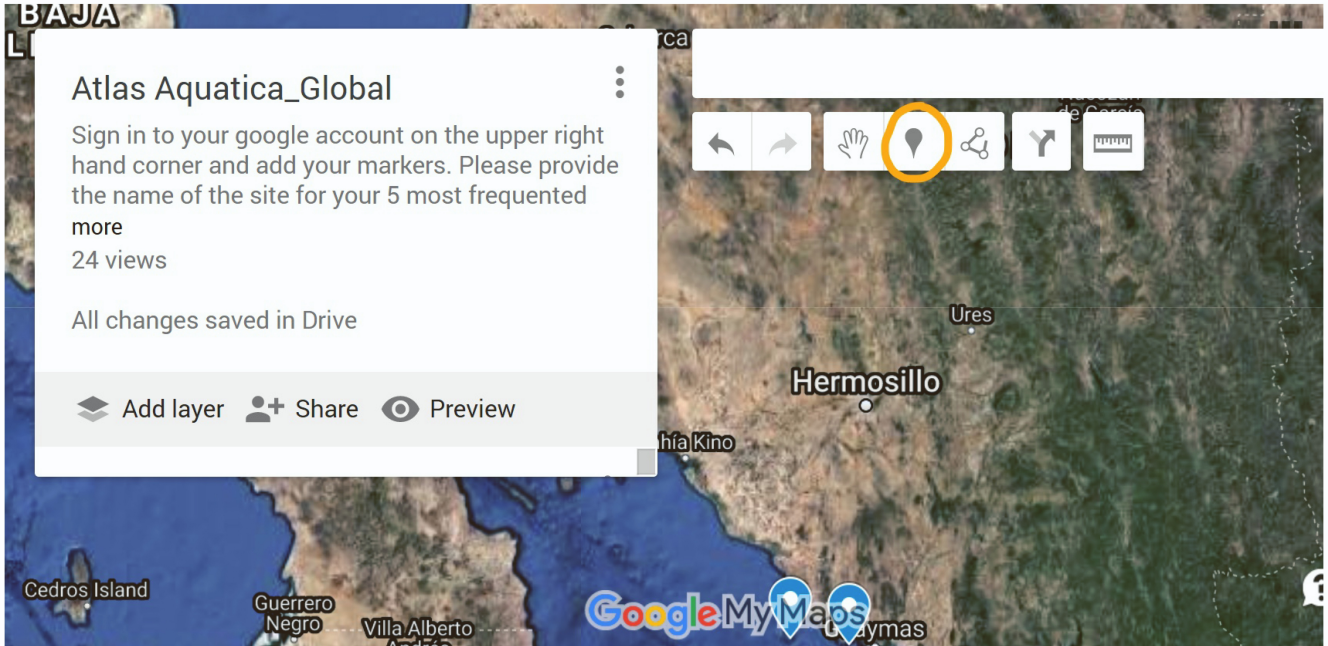 BAJA
Atlas Aquatica_Global
Sign in to your google account on the upper right
hand corner and add your markers. Please provide
the name of the site for your 5 most frequented
more
24 views
All changes saved in Drive
Add layer Share Preview
de García
Ures
Hermosillo
Kino
Cedros Island
Guerrero
Negro
Villa Alberto
Google My Maps